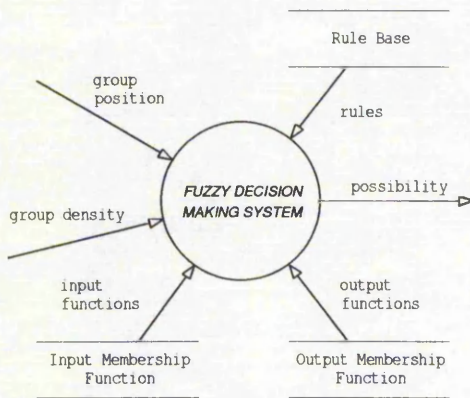 Rule Base
group
position
rules
FUZZY DECISION
MAKING SYSTEM
possibility
group density
input
functions
output
functions
Input Membership
Function
Output Membership
Function